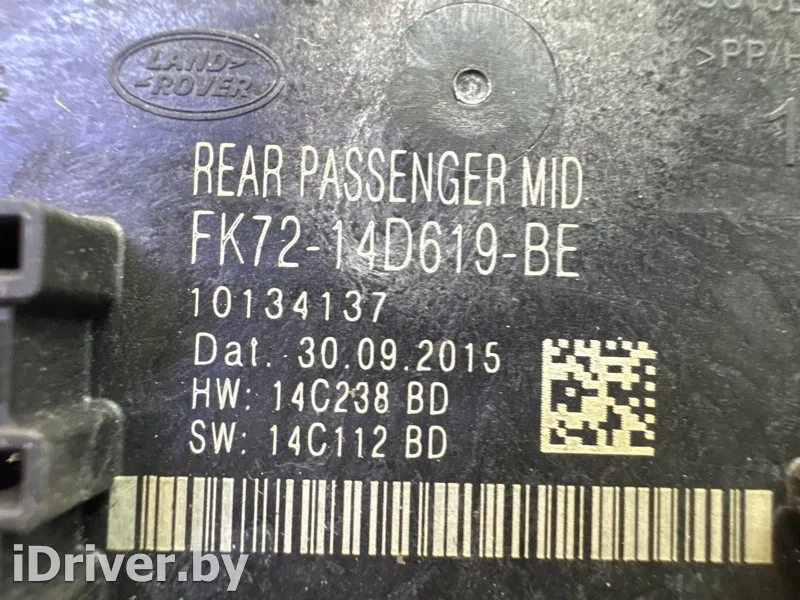 LAND
ROVER
>PP/H
REAR PASSENGER MID
FK72-14D619-BE
10134137
Dat. 30.09.2015
HW: 14C238 BD
SW: 14C112 BD
iDriver.by